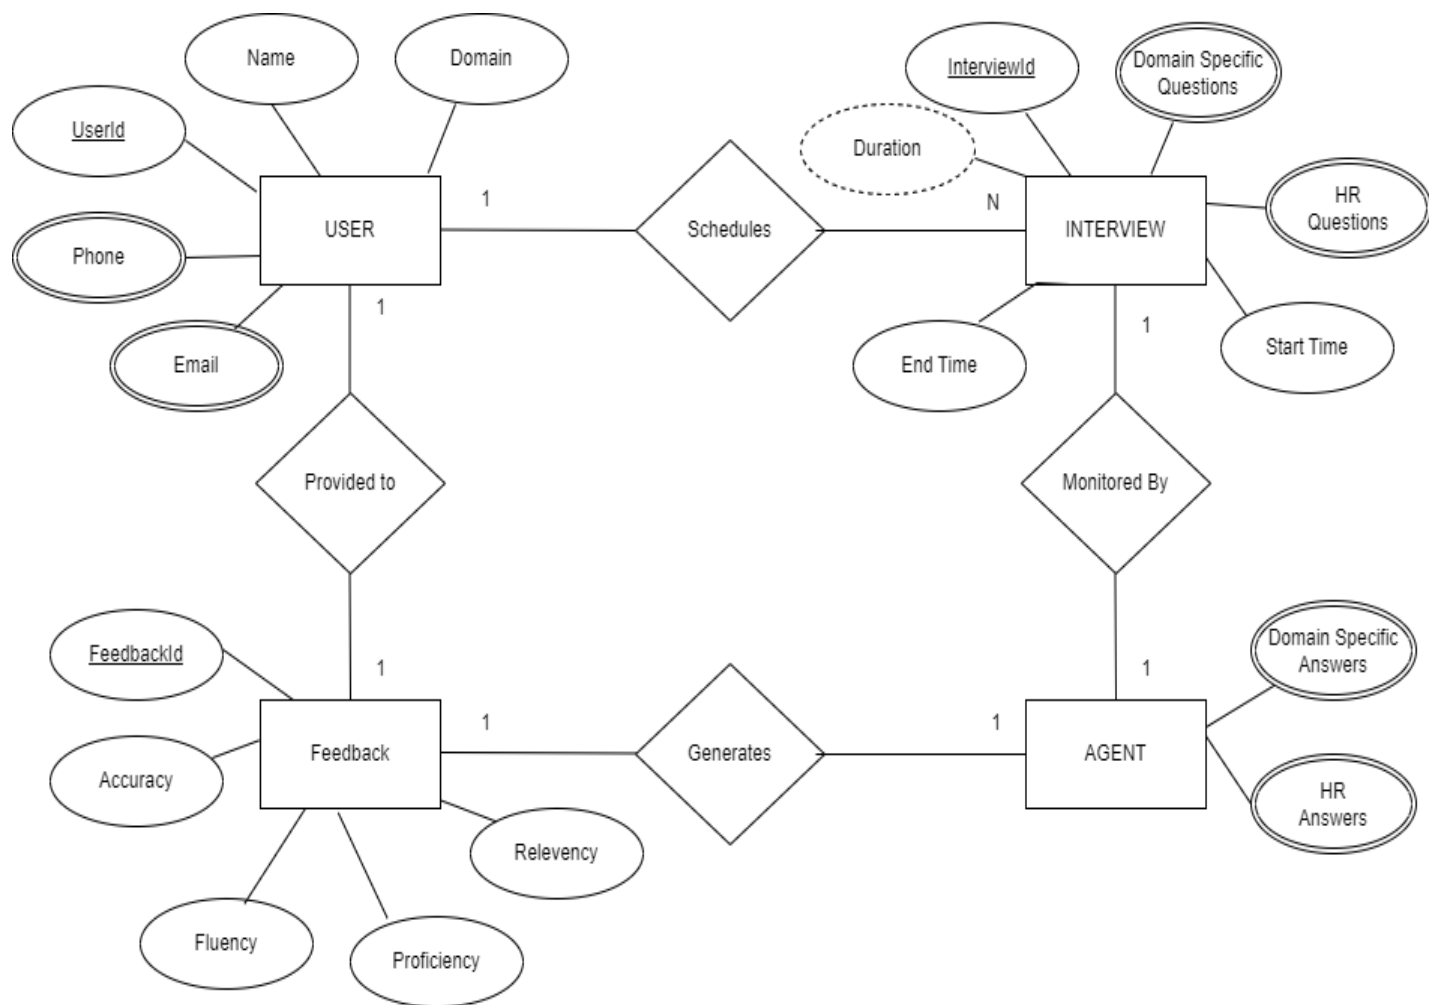 Name
Domain
InterviewId
Domain Specific
Questions
UserId
Duration
HR
Questions
1
N
USER
Schedules
INTERVIEW
Phone
1
1
Email
End Time
Start Time
Provided to
Monitored By
FeedbackId
1
1
Domain Specific
Answers
1
1
Feedback
Generates
AGENT
Accuracy
HR
Answers
Relevency
Fluency
Proficiency